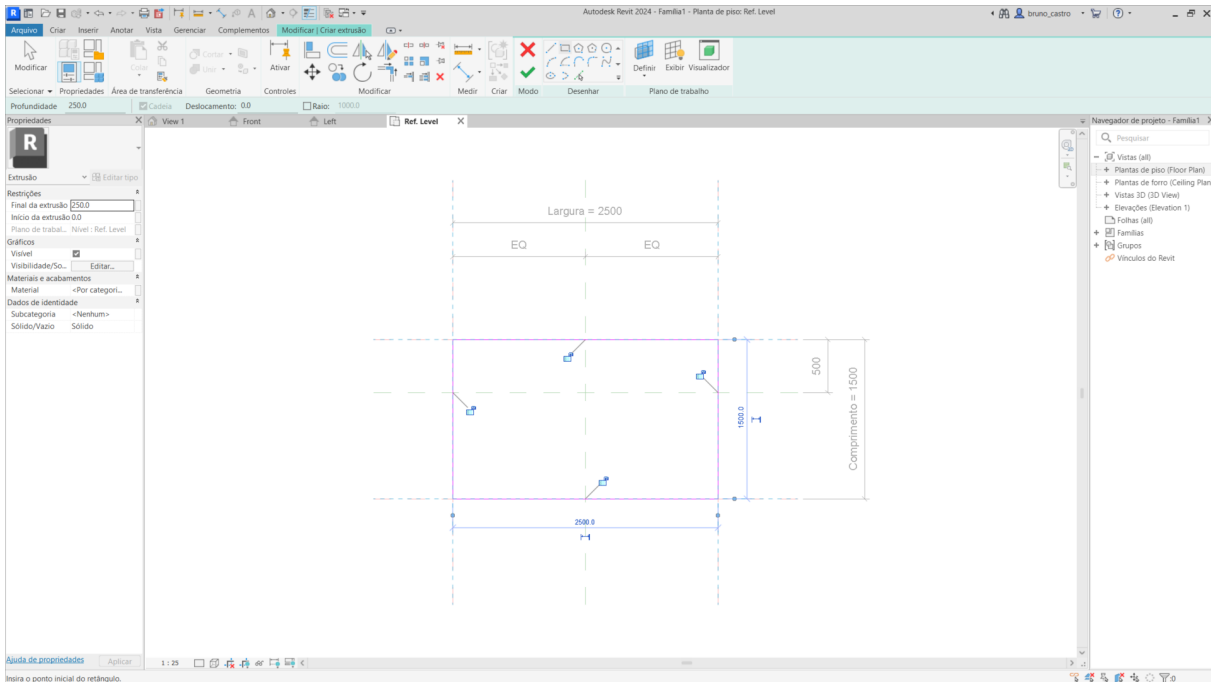 Autodesk Revit 2024 - Família1 - Planta de piso: Ref. Level
bruno_castro
Arquivo Criar Inserir Anotar Vista Gerenciar Complementos Modificar | Criar extrusão
Modificar
Colar
Cortar
Unir
Ativar
Definir Exibir Visualizador
Selecionar Propriedades Área de transferência Geometria Controles Modificar Medir Criar Modo Desenhar Plano de trabalho
Profundidade 250.0 Cadeia Deslocamento: 0.0 Raio: 1000.0
Propriedades
View 1 Front Left Ref. Level
Navegador de projeto - Família1
R
Extrusão Editar tipo
Restrições
Final da extrusão 250.0
Início da extrusão 0.0
Plano de trabal... Nível : Ref. Level
Gráficos
Visível
Visibilidade/So... Editar...
Materiais e acabamentos
Material <Por categori...
Dados de identidade
Subcategoria <Nenhum>
Sólido/Vazio Sólido
Largura = 2500
EQ EQ
500
Comprimento = 1500
1500.0
2500.0
Pesquisar
Vistas (all)
Plantas de piso (Floor Plan)
Plantas de forro (Ceiling Plan
Vistas 3D (3D View)
Elevações (Elevation 1)
Folhas (all)
Famílias
Grupos
Vínculos do Revit
Ajuda de propriedades Aplicar
1 : 25
Insira o ponto inicial do retângulo.
:0